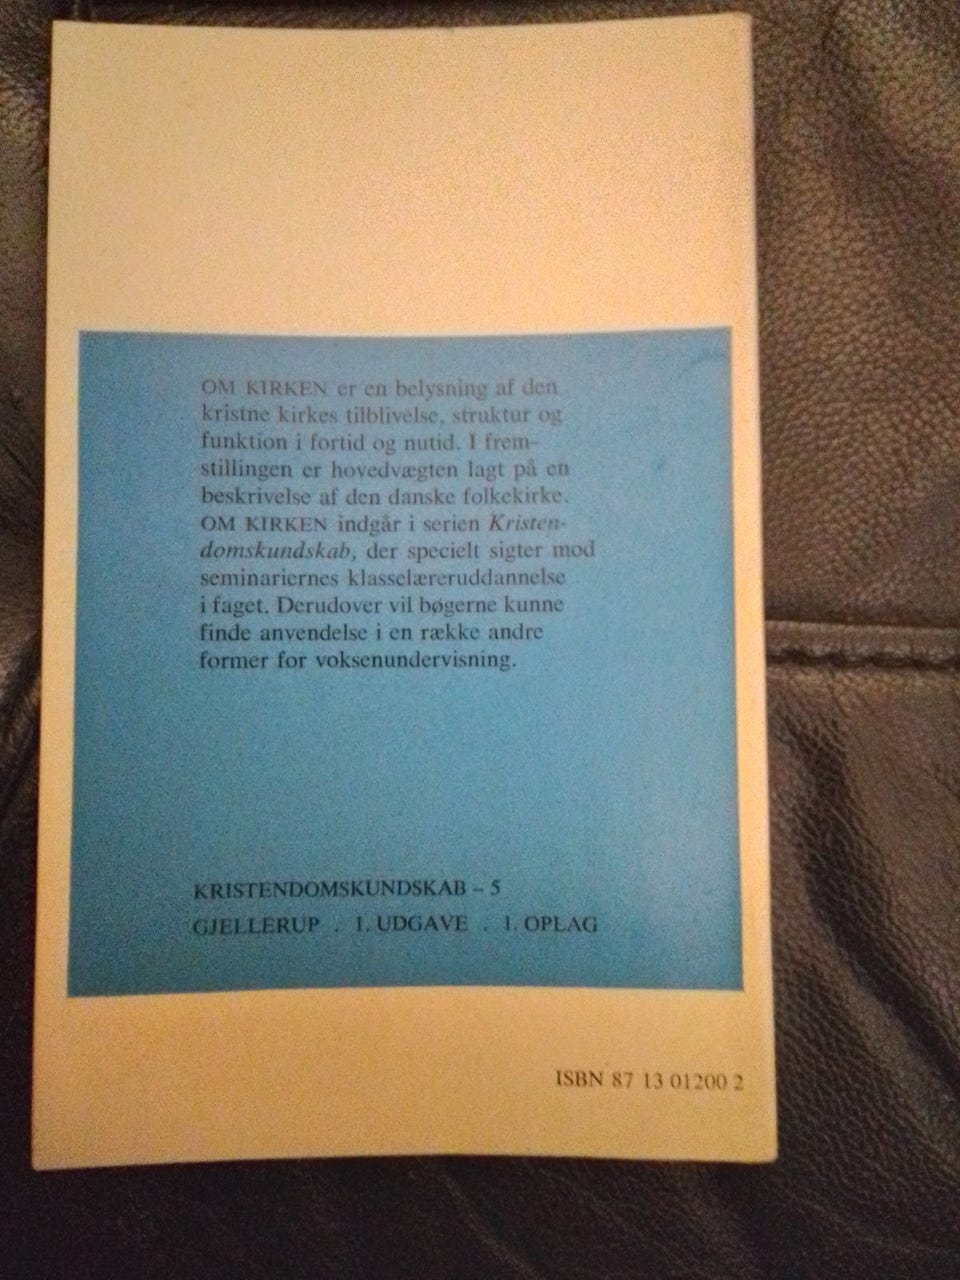 OM KIRKEN er en belysning af den
kristne kirkes tilblivelse, struktur og
funktion i fortid og nutid. I frem-
stillingen er hovedvægten lagt på en
beskrivelse af den danske folkekirke.
OM KIRKEN indgår i serien Kristen-
domskundskab, der specielt sigter mod
seminariernes klasselæreruddannelse
i faget. Derudover vil bøgerne kunne
finde anvendelse i en række andre
former for voksenundervisning.
KRISTENDOMSKUNDSKAB – 5
GJELLERUP . 1. UDGAVE . 1. OPLAG
ISBN 87 13 01200 2